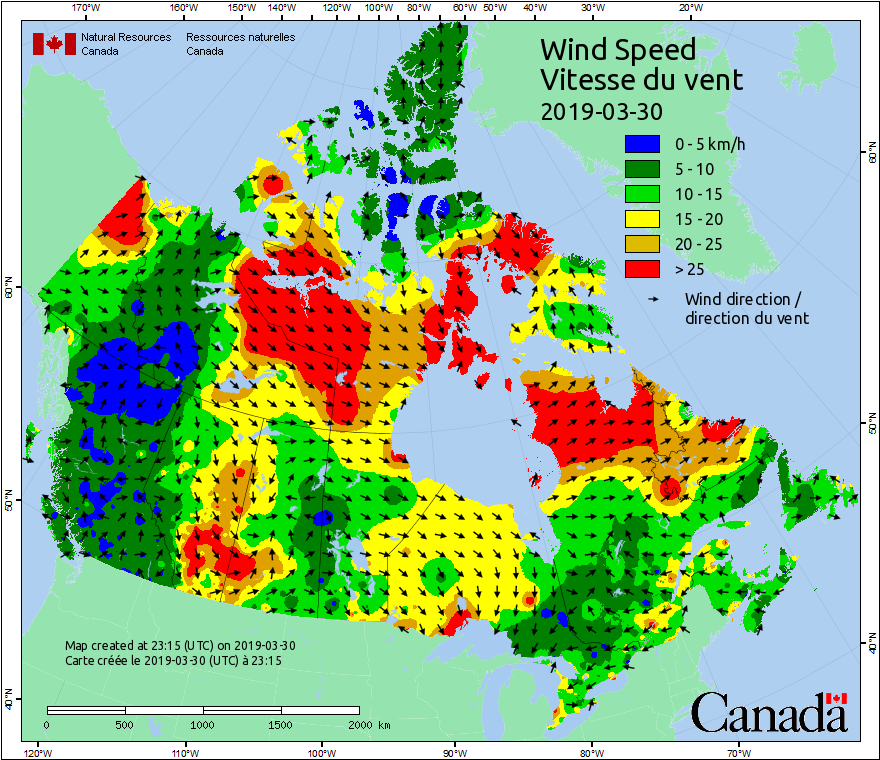 170°W 160°W 150°W 140°W 130°W 120°W 110°W 100°W 80°W 60°W 50°W 40°W 30°W 20°W
Natural Resources Canada
Ressources naturelles Canada
Wind Speed
Vitesse du vent
2019-03-30
0 - 5 km/h
5 - 10
10 - 15
15 - 20
20 - 25
> 25
Wind direction /
direction du vent
60°N
60°N
50°N
50°N
40°N
40°N
Map created at 23:15 (UTC) on 2019-03-30
Carte créée le 2019-03-30 (UTC) à 23:15
0 500 1000 1500 2000 km
Canada
120°W 110°W 100°W 90°W 80°W 70°W